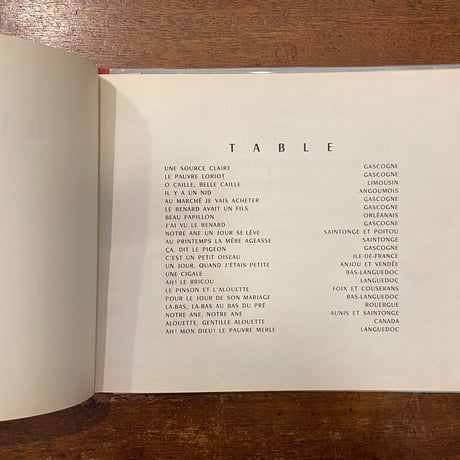 TABLE
UNE SOURCE CLAIRE GASCOGNE
LE PAUVRE LORIOT GASCOGNE
O CAILLE, BELLE CAILLE LIMOUSIN
IL Y A UN NID ANGOUMOIS
AU MARCHÉ JE VAIS ACHETER GASCOGNE
LE RENARD AVAIT UN FILS GASCOGNE
BEAU PAPILLON ORLÉANAIS
J'AI VU LE RENARD GASCOGNE
NOTRE ANE UN JOUR SE LÈVE SAINTONGE ET POITOU
AU PRINTEMPS LA MÈRE AGEASSE SAINTONGE
ÇA, DIT LE PIGEON GASCOGNE
C'EST UN PETIT OISEAU ILE-DE-FRANCE
UN JOUR, QUAND J'ÉTAIS PETITE ANJOU ET VENDÉE
UNE CIGALE BAS-LANGUEDOC
AH! LE BRICOU LANGUEDOC
LE PINSON ET L'ALOUETTE FOIX ET COUSERANS
POUR LE JOUR DE SON MARIAGE BAS-LANGUEDOC
LA-BAS, LA-BAS AU BAS DU PRÉ ROUERGUE
NOTRE ANE, NOTRE ANE AUNIS ET SAINTONGE
ALOUETTE, GENTILLE ALOUETTE CANADA
AH! MON DIEU! LE PAUVRE MERLE LANGUEDOC